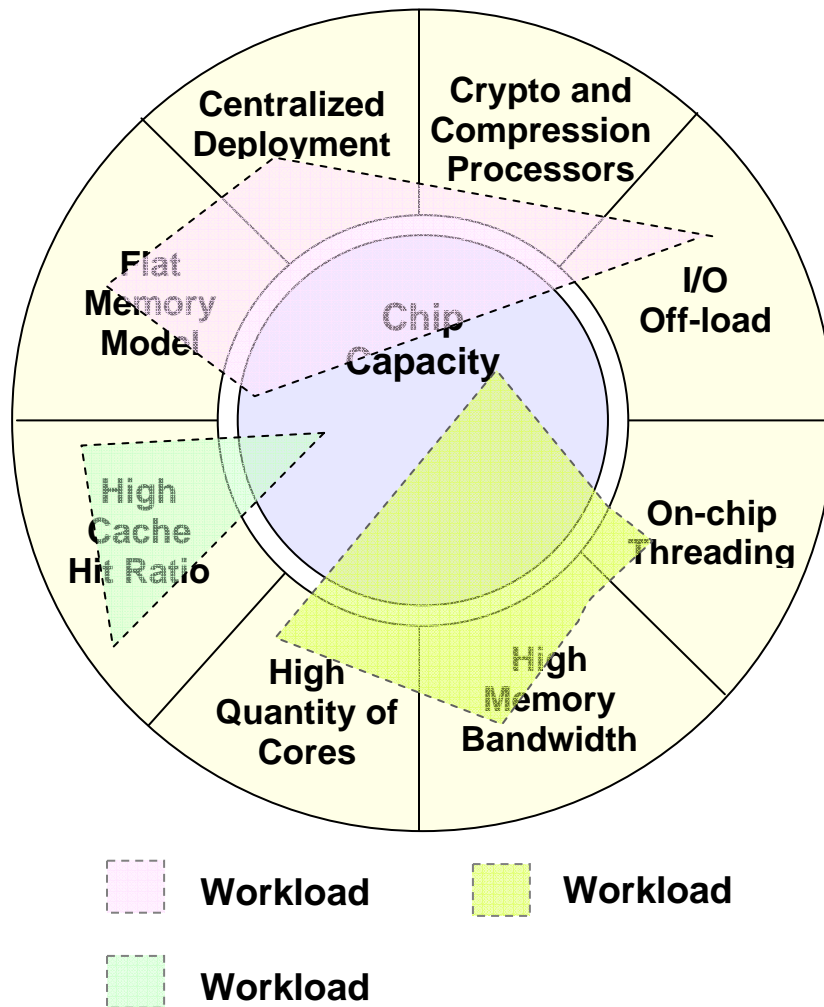 Centralized
Deployment
Crypto and
Compression
Processors
Flat
Memory
Model
I/O
Off-load
Chip
Capacity
High
Cache
Hit Ratio
On-chip
Threading
High
Quantity of
Cores
High
Memory
Bandwidth
Workload
Workload
Workload